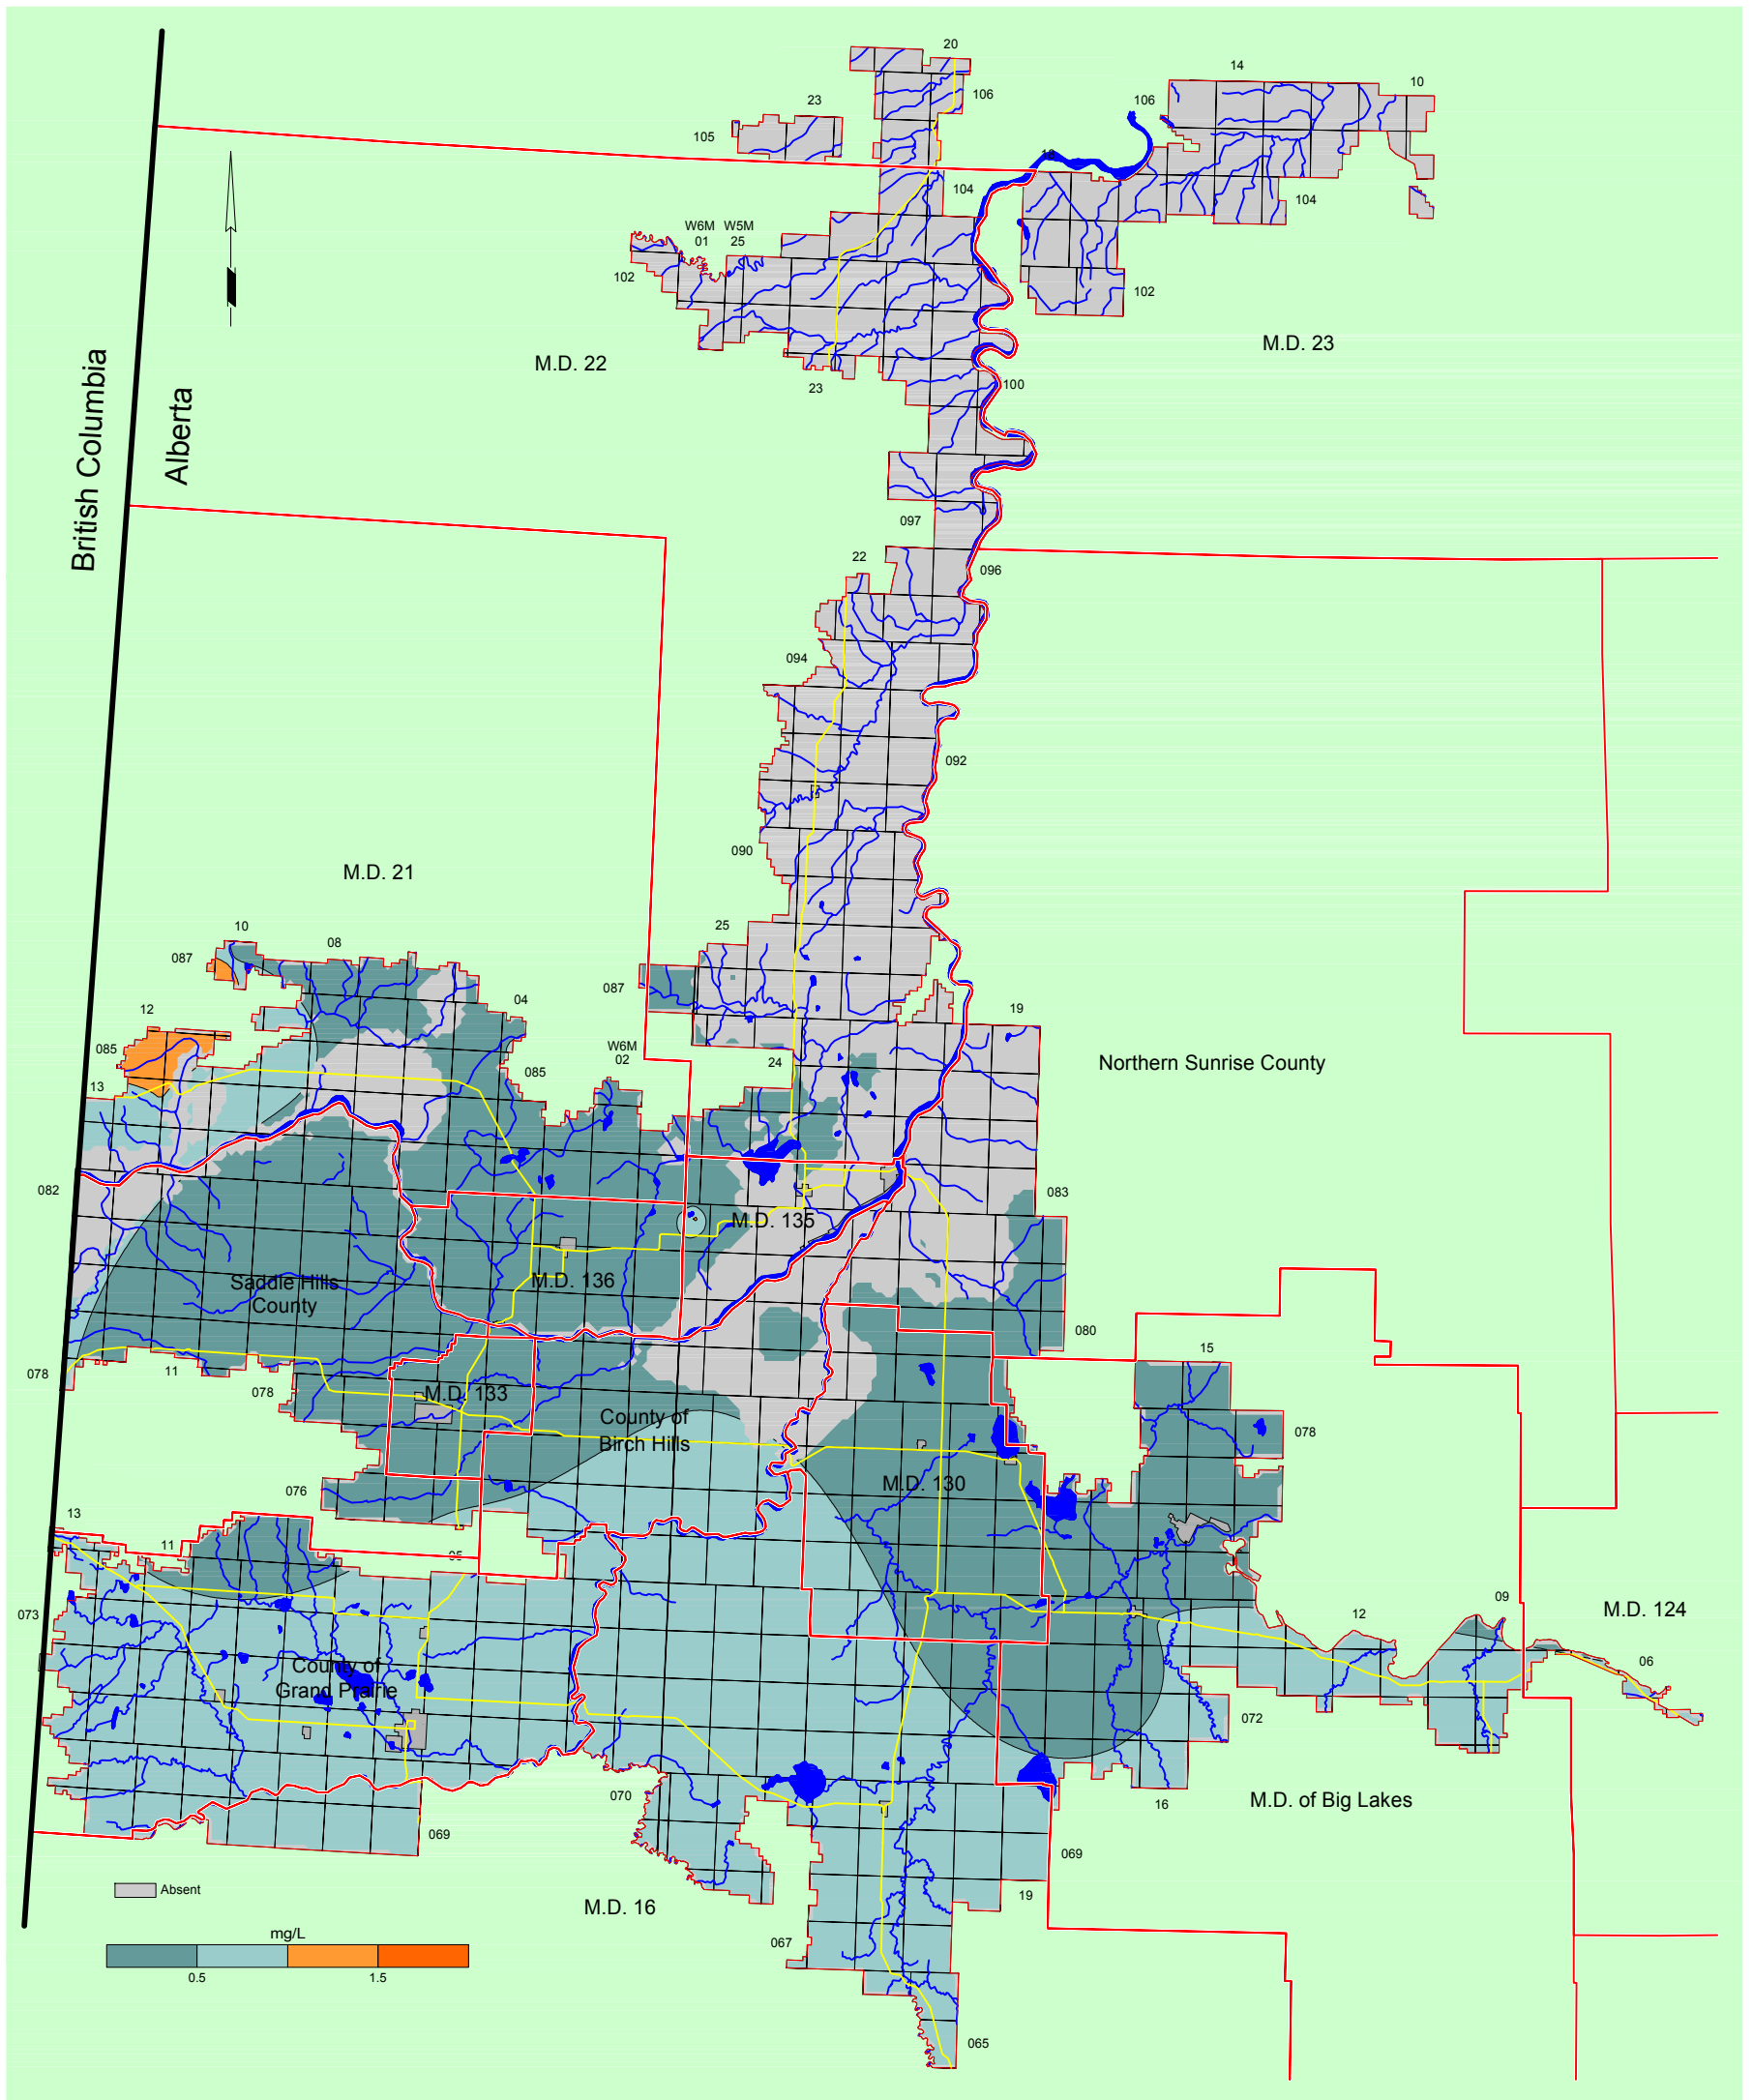 20
14
10
106
106
23
105
18
104
104
W6M W5M
01 25
102
102
M.D. 23
M.D. 22
23
100
British Columbia
Alberta
097
22
096
094
092
090
M.D. 21
25
10
08
087
087
04
12
19
W6M
02
085
24
085
Northern Sunrise County
13
082
083
M.D. 135
Saddle Hills
County
M.D. 136
080
15
078
11
078
M.D. 133
County of
Birch Hills
078
M.D. 130
076
13
11
05
09
12
M.D. 124
073
06
County of
Grand Prairie
072
070
16
M.D. of Big Lakes
069
069
Absent
19
M.D. 16
mg/L
067
0.5
1.5
065